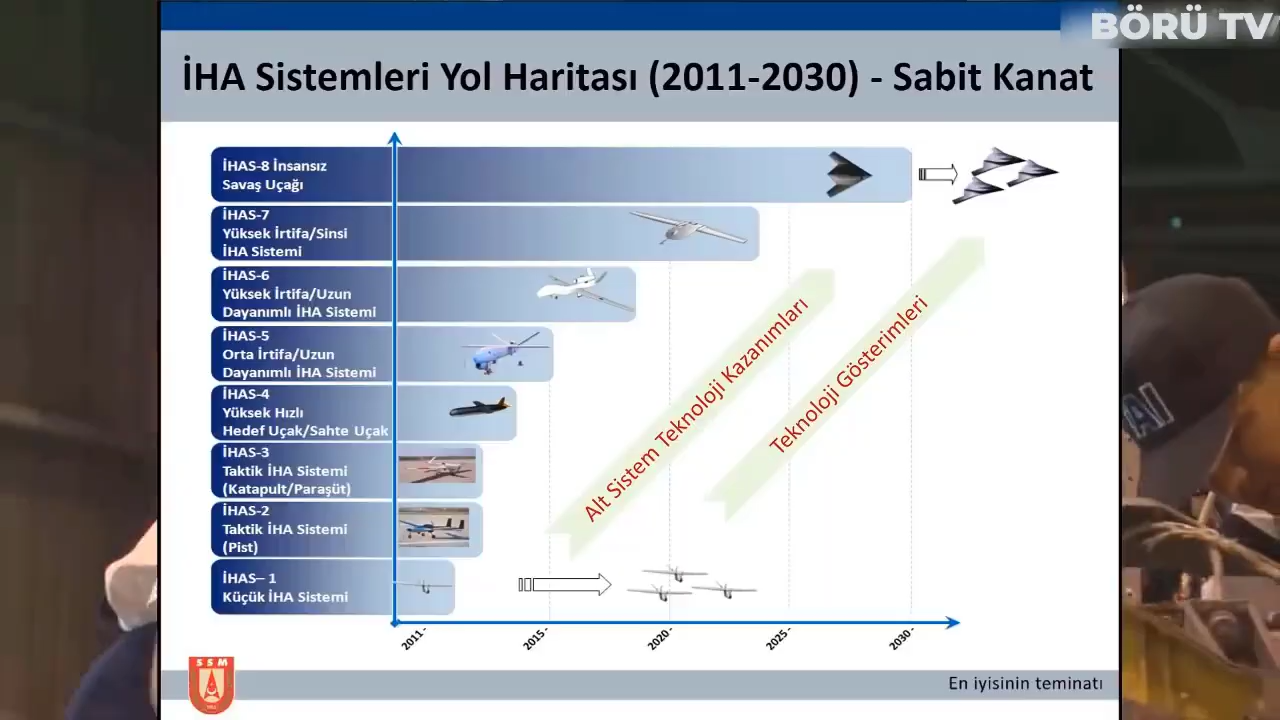 BÖRÜ TV
İHA Sistemleri Yol Haritası (2011-2030) - Sabit Kanat
İHAS-8 İnsansız
Savaş Uçağı
İHAS-7
Yüksek İrtifa/Sinsi
İHA Sistemi
İHAS-6
Yüksek İrtifa/Uzun
Dayanımlı İHA Sistemi
İHAS-5
Orta İrtifa/Uzun
Dayanımlı İHA Sistemi
İHAS-4
Yüksek Hızlı
Hedef Uçak/Sahte Uçak
İHAS-3
Taktik İHA Sistemi
(Katapult/Paraşüt)
İHAS-2
Taktik İHA Sistemi
(Pist)
İHAS– 1
Küçük İHA Sistemi
Alt Sistem Teknoloji Kazanımları
Teknoloji Gösterimleri
2011-
2015-
2020-
2025-
2030-
SSM
En iyisinin teminatı